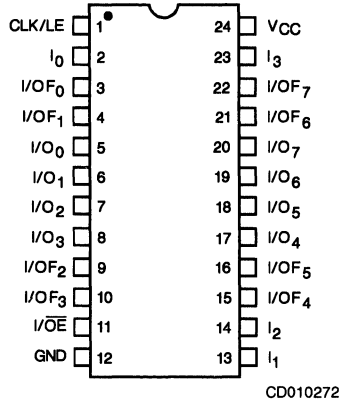 CLK/LE 1 24 VCC
I0 2 23 I3
I/OF0 3 22 I/OF7
I/OF1 4 21 I/OF6
I/O0 5 20 I/O7
I/O1 6 19 I/O6
I/O2 7 18 I/O5
I/O3 8 17 I/O4
I/OF2 9 16 I/OF5
I/OF3 10 15 I/OF4
I/O̅E̅ 11 14 I2
GND 12 13 I1
CD010272